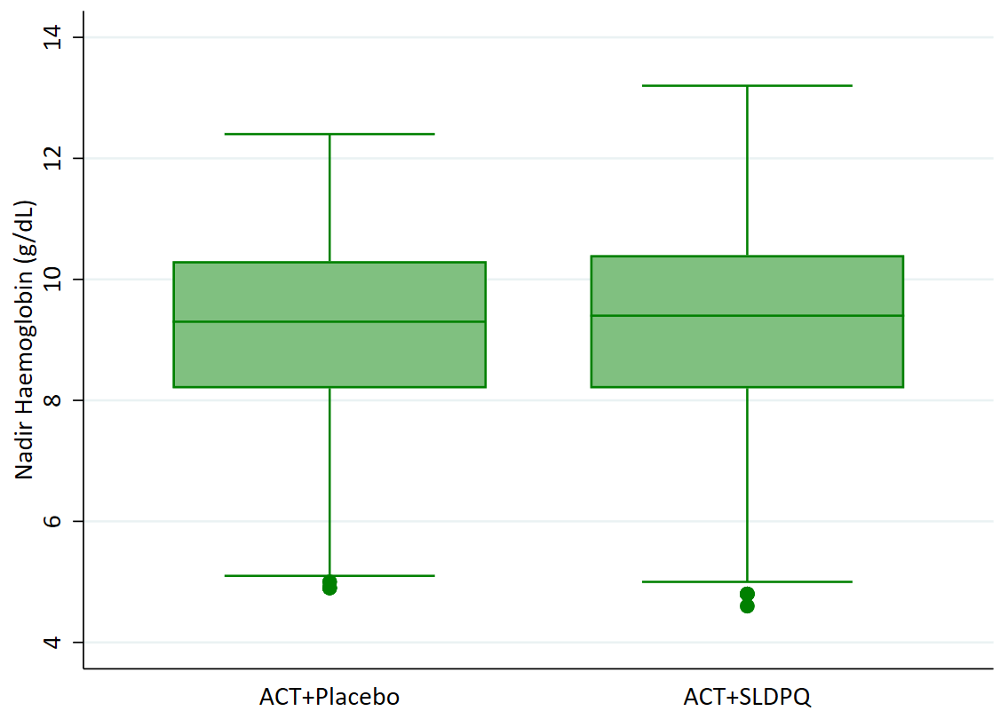 Nadir Haemoglobin (g/dL)
14
12
10
8
6
4
ACT+Placebo
ACT+SLDPQ